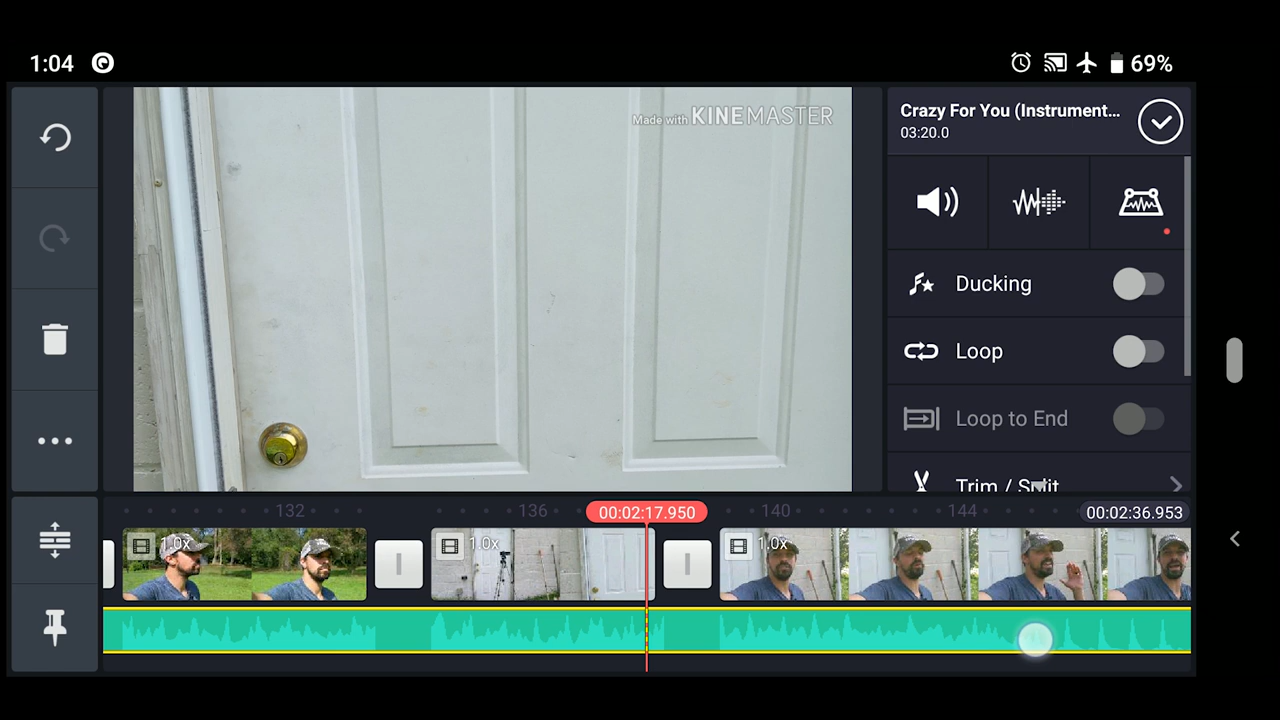 1:04
69%
Made with KINEMASTER
Crazy For You (Instrument...
03:20.0
Ducking
Loop
Loop to End
Trim / Split
132
136
00:02:17.950
140
144
00:02:36.953
1.0x
1.0x
1.0x